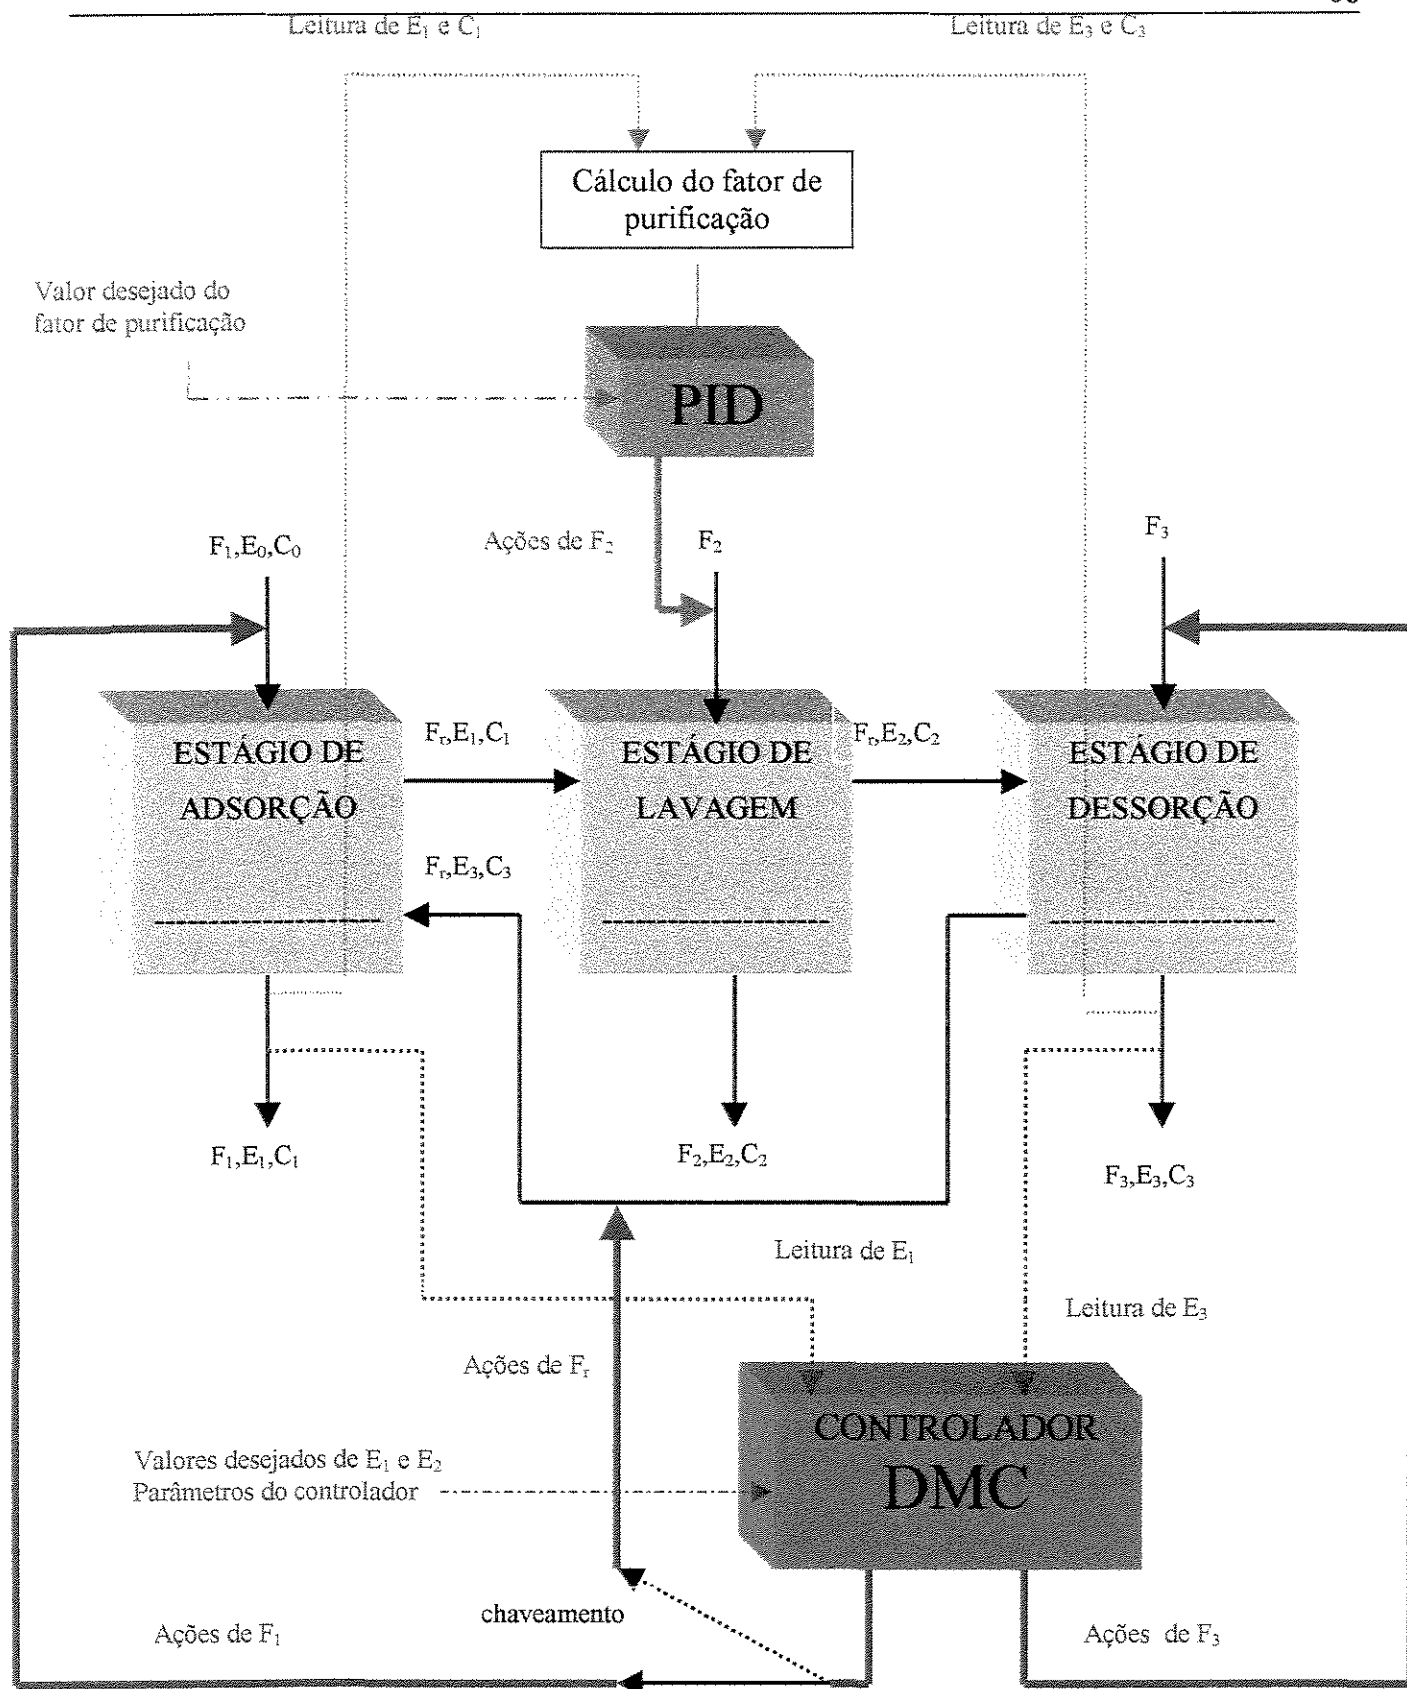 Leitura de E₁ e C₁
Leitura de E₃ e C₃
Cálculo do fator de
purificação
Valor desejado do
fator de purificação
PID
Ações de F₂
F₂
F₃
F₁,E₀,C₀
ESTÁGIO DE
ADSORÇÃO
Fᵣ,E₁,C₁
ESTÁGIO DE
LAVAGEM
Fᵣ,E₂,C₂
ESTÁGIO DE
DESSORÇÃO
Fᵣ,E₃,C₃
F₁,E₁,C₁
F₂,E₂,C₂
F₃,E₃,C₃
Leitura de E₁
Leitura de E₃
Ações de Fᵣ
CONTROLADOR
DMC
Valores desejados de E₁ e E₂
Parâmetros do controlador
chaveamento
Ações de F₁
Ações de F₃